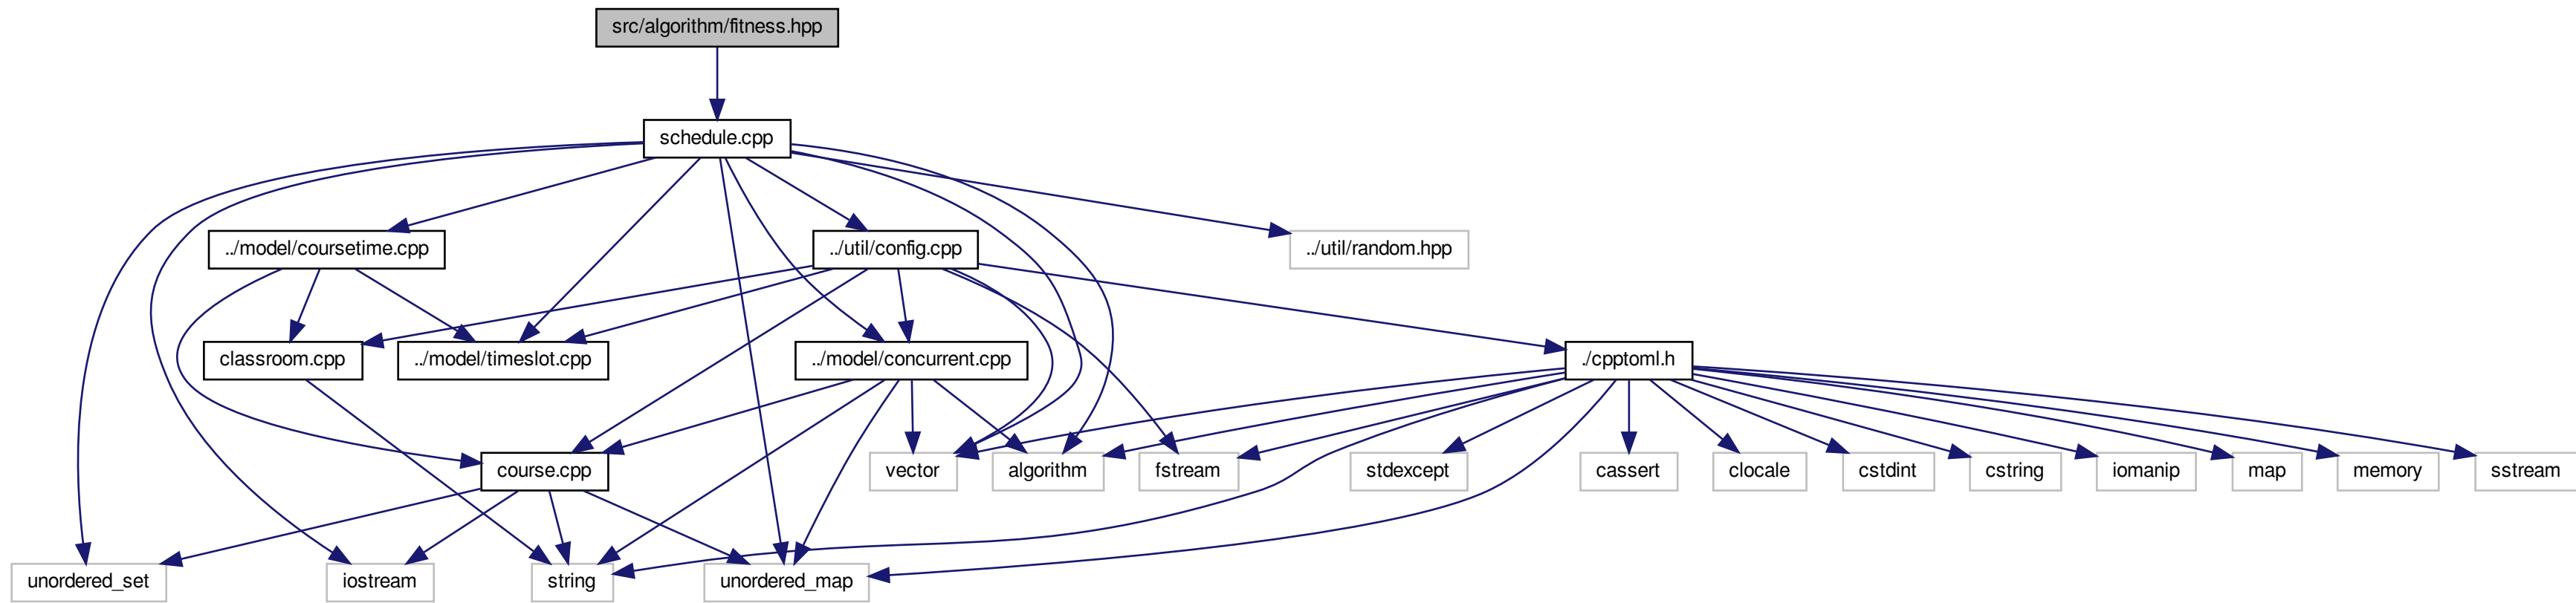 src/algorithm/fitness.hpp
schedule.cpp
../model/coursetime.cpp
../util/config.cpp
../util/random.hpp
classroom.cpp
../model/timeslot.cpp
../model/concurrent.cpp
./cpptoml.h
course.cpp
vector
algorithm
fstream
stdexcept
cassert
clocale
cstdint
cstring
iomanip
map
memory
sstream
unordered_set
iostream
string
unordered_map